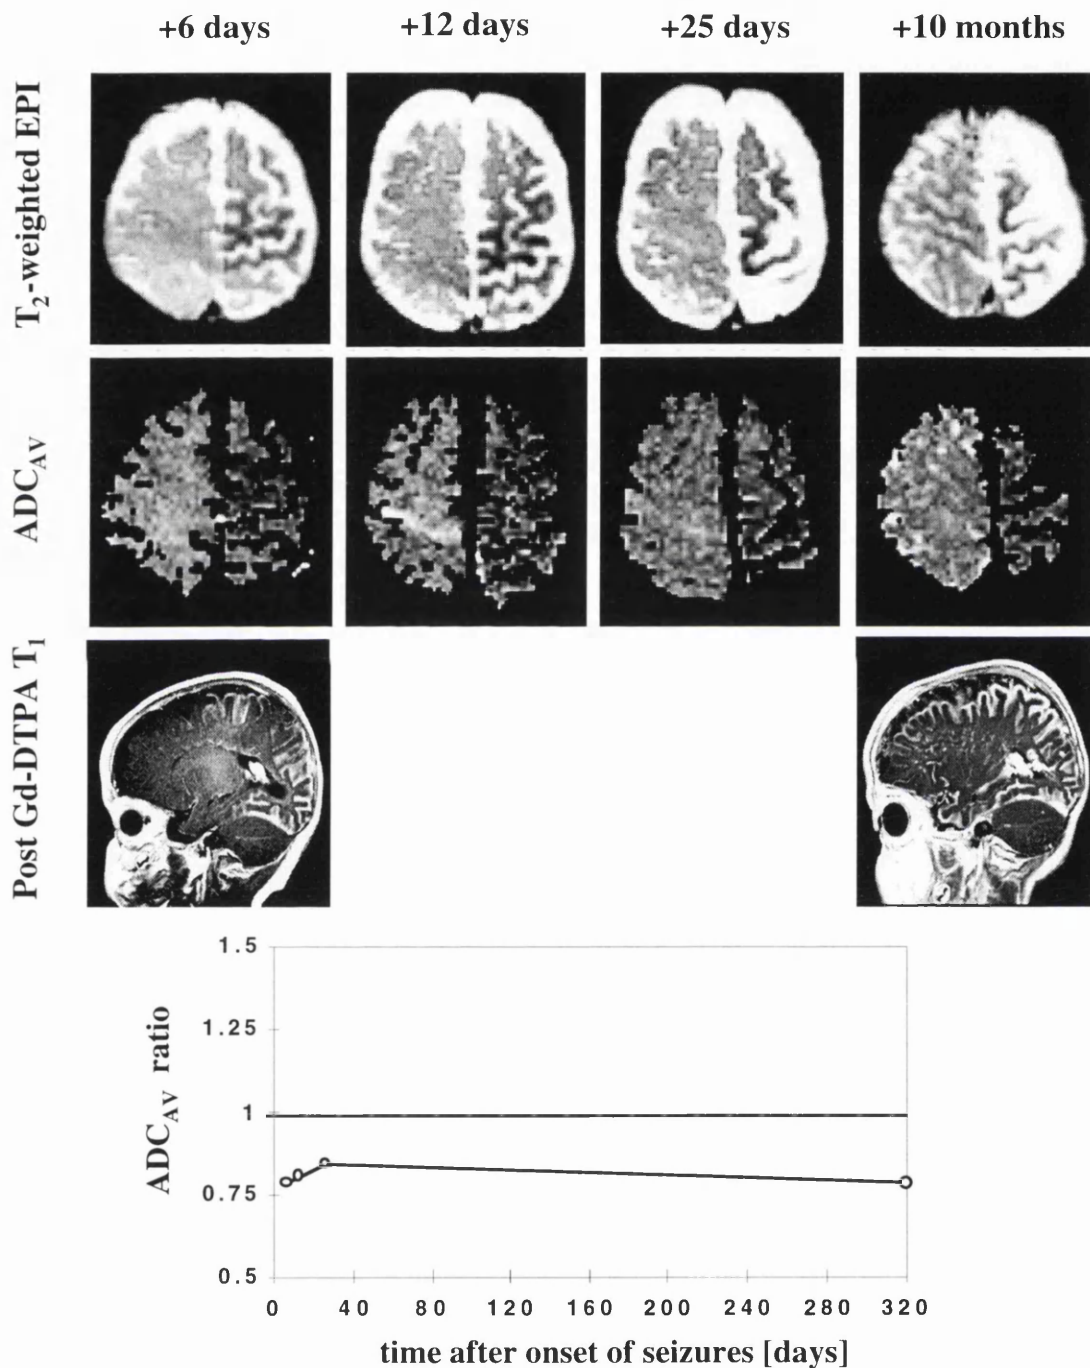 +6 days +12 days +25 days +10 months
T₂-weighted EPI
ADC_AV
Post Gd-DTPA T₁
1.5
1.25
1
0.75
0.5
ADC_AV ratio
0 40 80 120 160 200 240 280 320
time after onset of seizures [days]